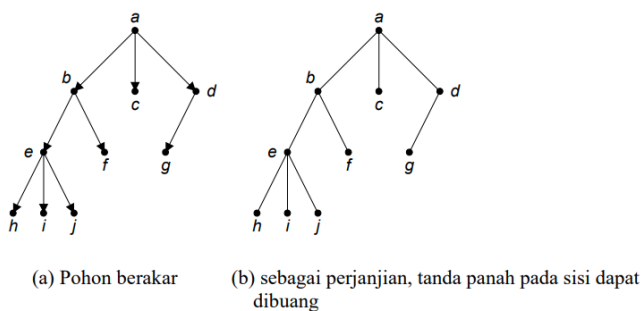 a a
b b
c d c d
e f g e f g
h i j h i j
(a) Pohon berakar (b) sebagai perjanjian, tanda panah pada sisi dapat
dibuang